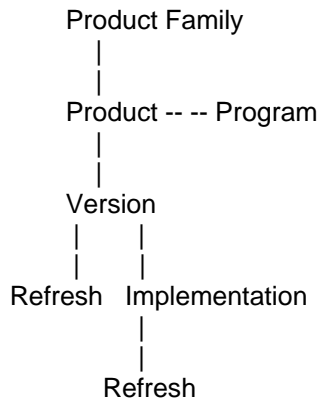 Product Family
|
|
Product -- -- Program
|
|
Version
| |
| |
Refresh Implementation
|
|
Refresh